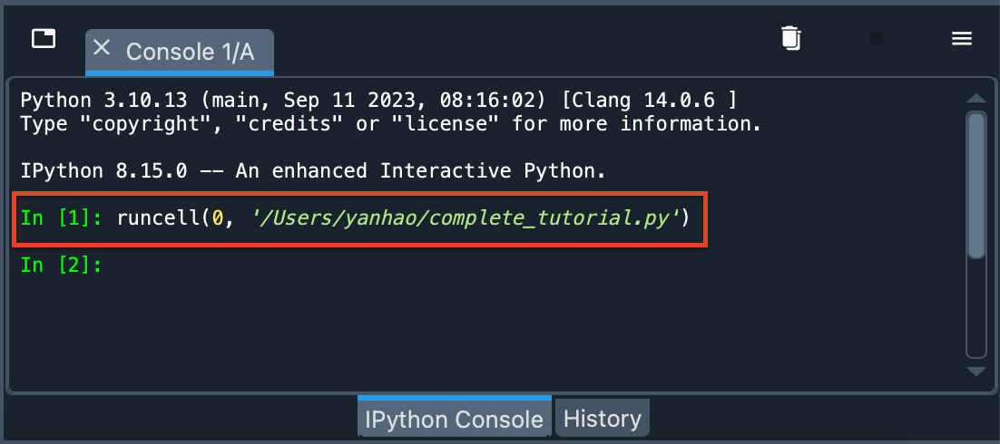 Console 1/A
Python 3.10.13 (main, Sep 11 2023, 08:16:02) [Clang 14.0.6 ]
Type "copyright", "credits" or "license" for more information.
IPython 8.15.0 -- An enhanced Interactive Python.
In [1]: runcell(0, '/Users/yanhao/complete_tutorial.py')
In [2]:
IPython Console History